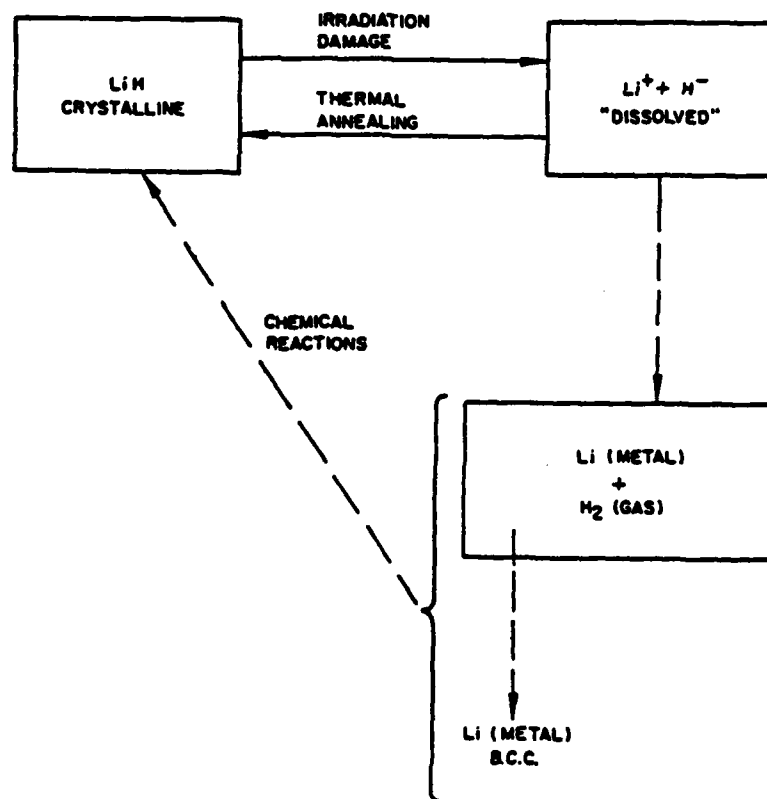 IRRADIATION
DAMAGE
LiH
CRYSTALLINE
THERMAL
ANNEALING
Li⁺ + H⁻
"DISSOLVED"
CHEMICAL
REACTIONS
Li (METAL)
+
H₂ (GAS)
Li (METAL)
B.C.C.